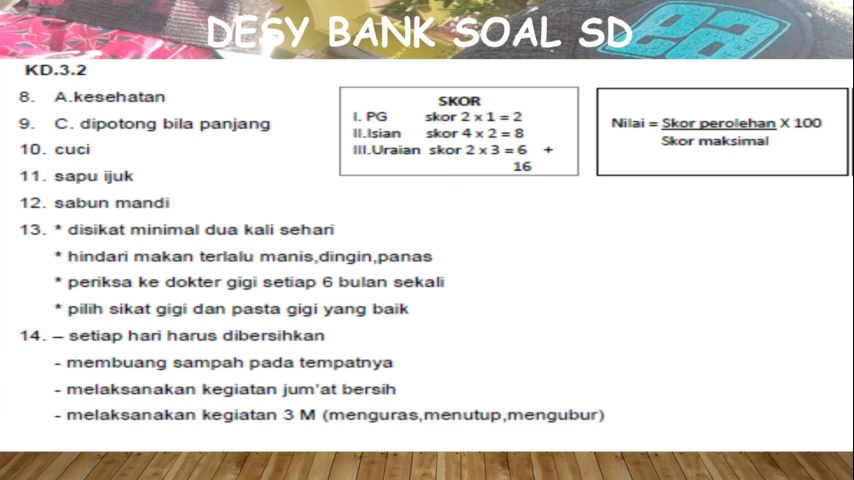 DESY BANK SOAL SD
KD.3.2
8. A.kesehatan
9. C. dipotong bila panjang
10. cuci
11. sapu ijuk
12. sabun mandi
13. * disikat minimal dua kali sehari
* hindari makan terlalu manis,dingin,panas
* periksa ke dokter gigi setiap 6 bulan sekali
* pilih sikat gigi dan pasta gigi yang baik
14. – setiap hari harus dibersihkan
- membuang sampah pada tempatnya
- melaksanakan kegiatan jum'at bersih
- melaksanakan kegiatan 3 M (menguras,menutup,mengubur)
SKOR
I. PG skor 2 x 1 = 2
II.Isian skor 4 x 2 = 8
III.Uraian skor 2 x 3 = 6 +
16
Nilai = Skor perolehan X 100
Skor maksimal